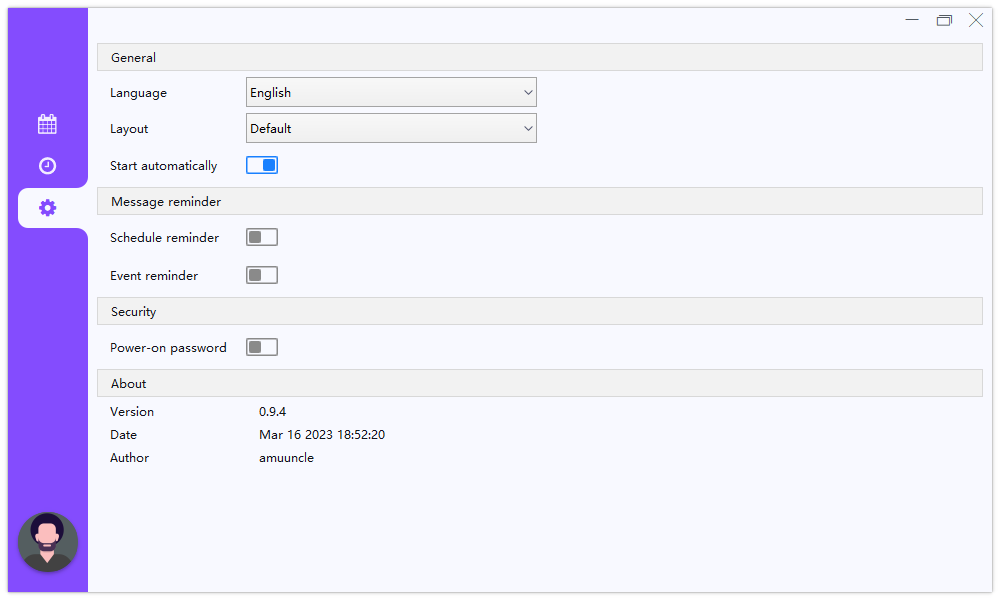 General
Language English
Layout Default
Start automatically
Message reminder
Schedule reminder
Event reminder
Security
Power-on password
About
Version 0.9.4
Date Mar 16 2023 18:52:20
Author amuuncle